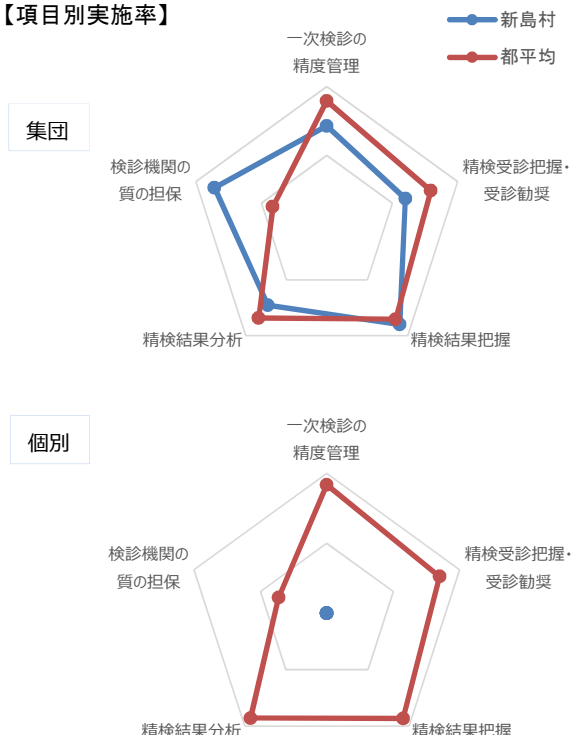 【項目別実施率】
新島村
都平均
集団
一次検診の
精度管理
精検受診把握・
受診勧奨
精検結果把握
精検結果分析
検診機関の
質の担保
個別
一次検診の
精度管理
精検受診把握・
受診勧奨
精検結果把握
精検結果分析
検診機関の
質の担保